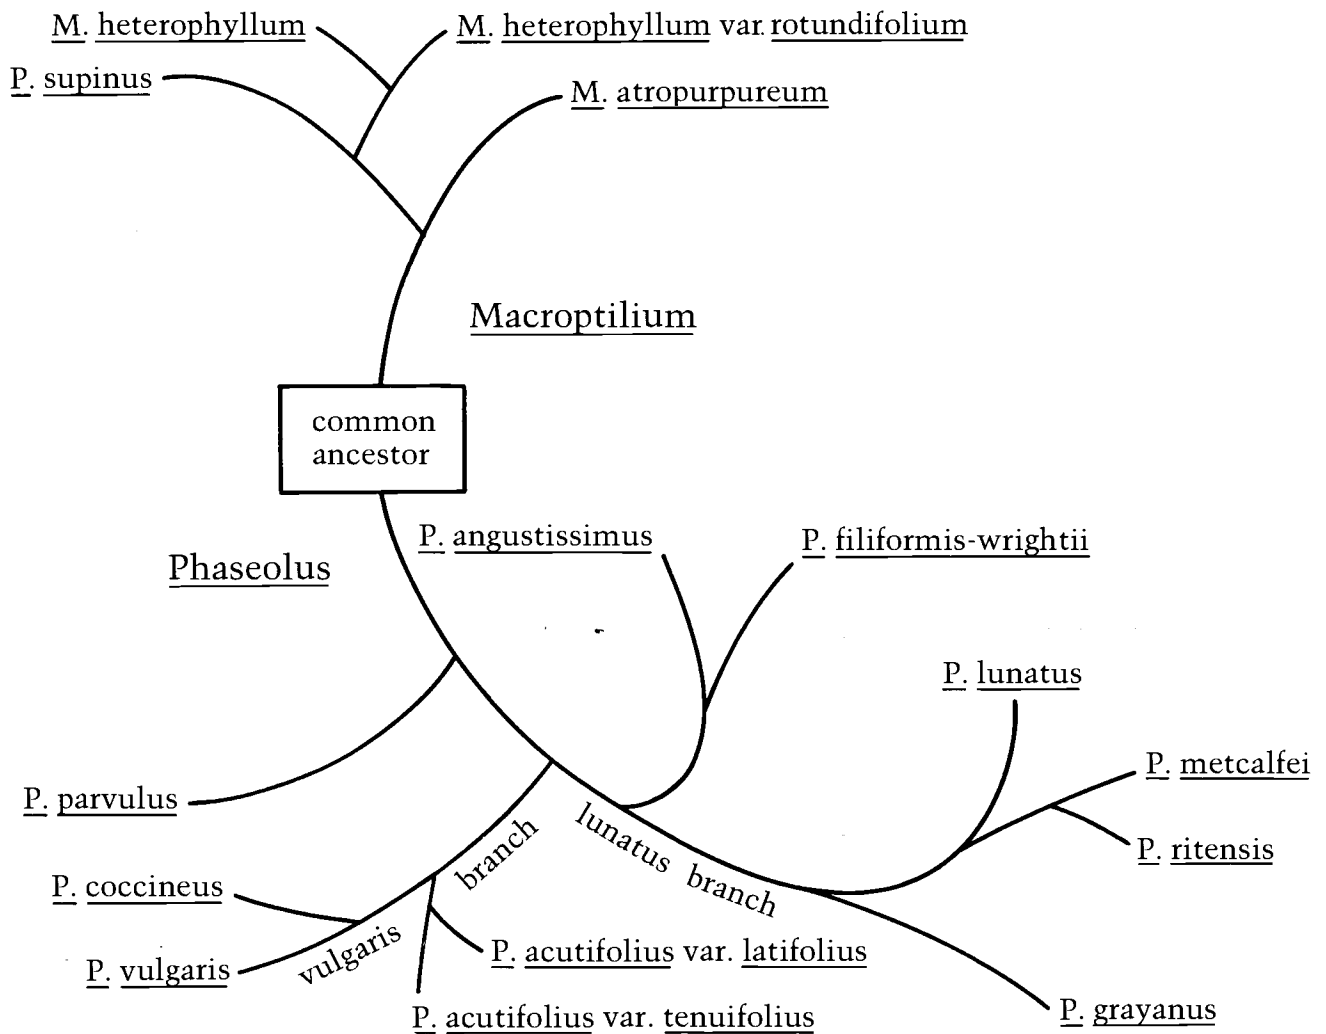 M. heterophyllum
M. heterophyllum var. rotundifolium
P. supinus
M. atropurpureum
Macroptilium
common
ancestor
P. angustissimus
P. filiformis-wrightii
Phaseolus
P. lunatus
P. metcalfei
P. parvulus
lunatus branch
branch
P. ritensis
P. coccineus
vulgaris
P. vulgaris
P. acutifolius var. latifolius
P. acutifolius var. tenuifolius
P. grayanus